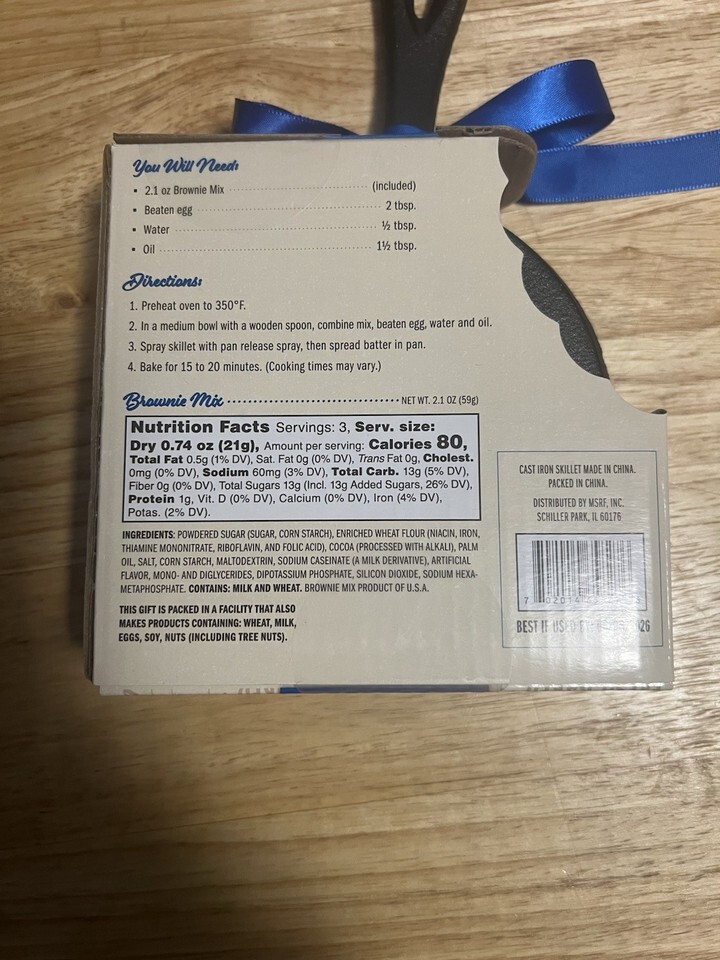 You Will Need:
• 2.1 oz Brownie Mix (included)
• Beaten egg 2 tbsp.
• Water ½ tbsp.
• Oil 1½ tbsp.
Directions:
1. Preheat oven to 350°F.
2. In a medium bowl with a wooden spoon, combine mix, beaten egg, water and oil.
3. Spray skillet with pan release spray, then spread batter in pan.
4. Bake for 15 to 20 minutes. (Cooking times may vary.)
Brownie Mix NET WT. 2.1 OZ (59g)
Nutrition Facts Servings: 3, Serv. size:
Dry 0.74 oz (21g), Amount per serving: Calories 80,
Total Fat 0.5g (1% DV), Sat. Fat 0g (0% DV), Trans Fat 0g, Cholest.
0mg (0% DV), Sodium 60mg (3% DV), Total Carb. 13g (5% DV),
Fiber 0g (0% DV), Total Sugars 13g (Incl. 13g Added Sugars, 26% DV),
Protein 1g, Vit. D (0% DV), Calcium (0% DV), Iron (4% DV),
Potas. (2% DV).
INGREDIENTS: POWDERED SUGAR (SUGAR, CORN STARCH), ENRICHED WHEAT FLOUR (NIACIN, IRON,
THIAMINE MONONITRATE, RIBOFLAVIN, AND FOLIC ACID), COCOA (PROCESSED WITH ALKALI), PALM
OIL, SALT, CORN STARCH, MALTODEXTRIN, SODIUM CASEINATE (A MILK DERIVATIVE), ARTIFICIAL
FLAVOR, MONO- AND DIGLYCERIDES, DIPOTASSIUM PHOSPHATE, SILICON DIOXIDE, SODIUM HEXA-
METAPHOSPHATE. CONTAINS: MILK AND WHEAT. BROWNIE MIX PRODUCT OF U.S.A.
THIS GIFT IS PACKED IN A FACILITY THAT ALSO
MAKES PRODUCTS CONTAINING: WHEAT, MILK,
EGGS, SOY, NUTS (INCLUDING TREE NUTS).
CAST IRON SKILLET MADE IN CHINA.
PACKED IN CHINA.
DISTRIBUTED BY MSRF, INC.
SCHILLER PARK, IL 60176
BEST IF USED BY: